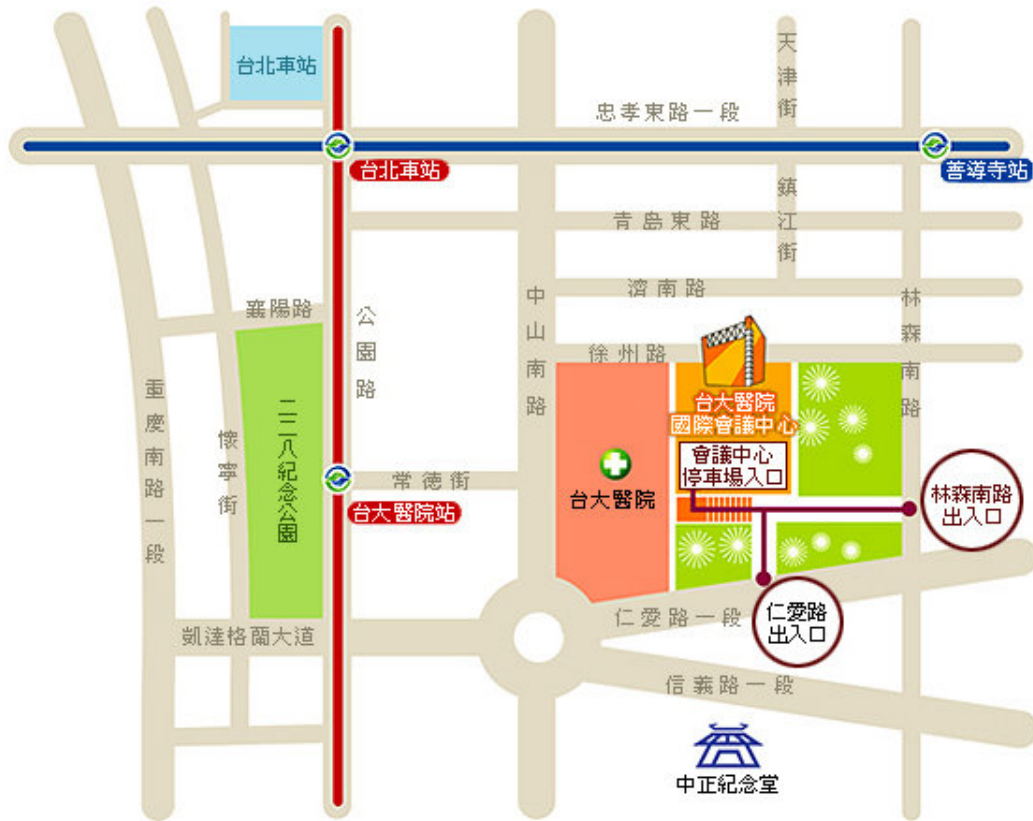 台北車站
忠孝東路一段
天津街
台北車站
善導寺站
鎮江街
青島東路
濟南路
中山南路
林森南路
襄陽路
公園路
徐州路
台大醫院
國際會議中心
重慶南路一段
懷寧街
二二八紀念公園
會議中心
停車場入口
常德街
台大醫院
台大醫院站
林森南路
出入口
仁愛路一段
仁愛路
出入口
凱達格蘭大道
信義路一段
中正紀念堂